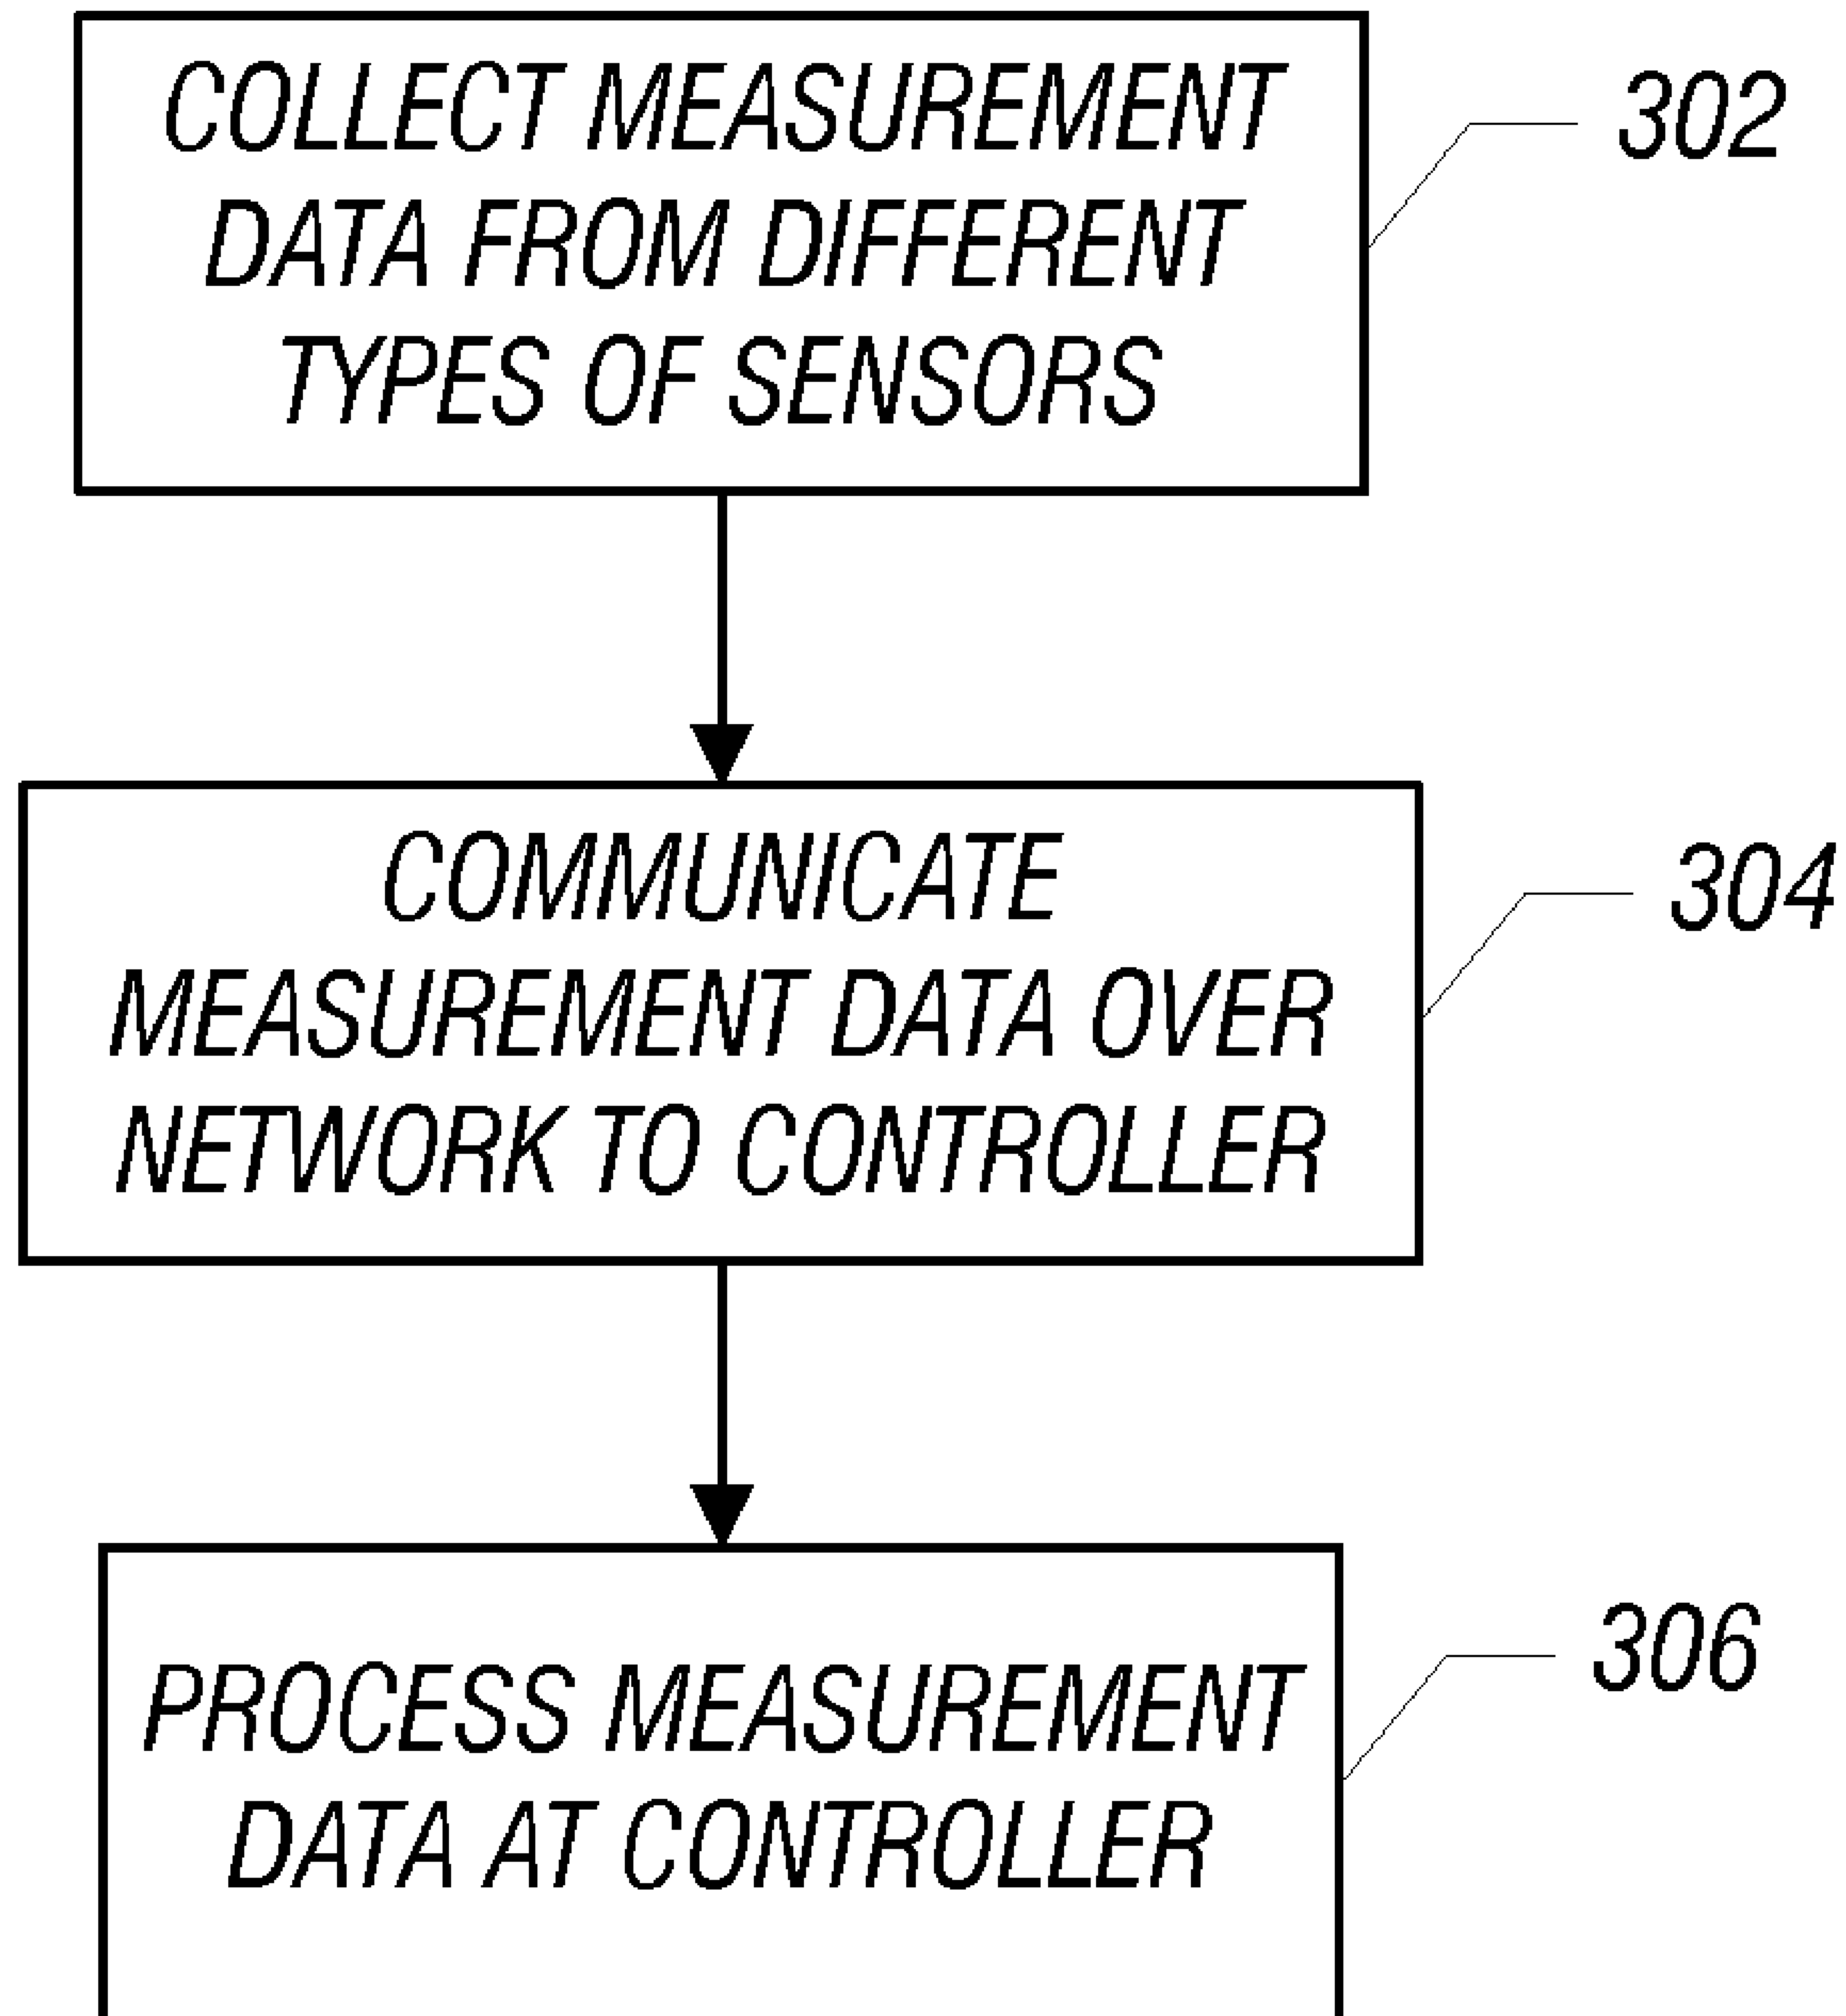 COLLECT MEASUREMENT
DATA FROM DIFFERENT
TYPES OF SENSORS
302
COMMUNICATE
MEASUREMENT DATA OVER
NETWORK TO CONTROLLER
304
PROCESS MEASUREMENT
DATA AT CONTROLLER
306